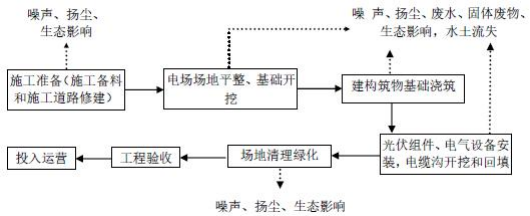 噪声、扬尘、
生态影响
噪 声、扬尘、废水、固体废物、
生态影响，水土流失
施工准备（施工备料
和施工道路修建）
电场场地平整、基础开
挖
建构筑物基础浇筑
投入运营
工程验收
场地清理绿化
光伏组件、电气设备安
装，电缆沟开挖和回填
噪声、扬尘、生态影响